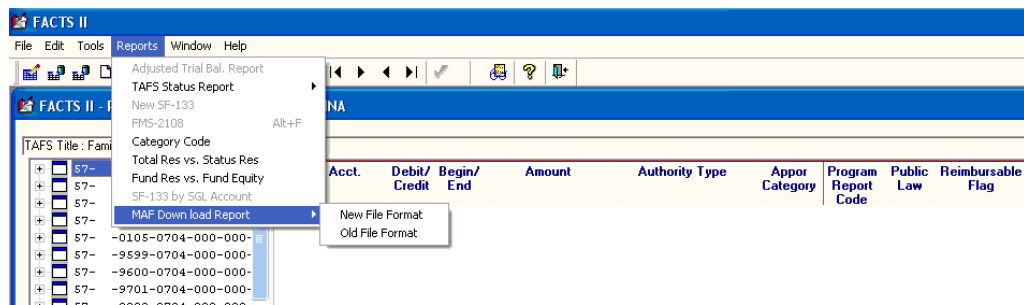 FACTS II
File Edit Tools Reports Window Help
Adjusted Trial Bal. Report
TAFS Status Report
New SF-133
FMS-2108 Alt+F
Category Code
Total Res vs. Status Res
Fund Res vs. Fund Equity
SF-133 by SGL Account
MAF Down load Report
New File Format
Old File Format
FACTS II -
NA
TAFS Title : Fami
Acct. Debit/ Credit Begin/ End Amount Authority Type Appor Category Program Report Code Public Law Reimbursable Flag
57-
57-
57-
57-
57- -0105-0704-000-000-
57- -9599-0704-000-000-
57- -9600-0704-000-000-
57- -9701-0704-000-000-